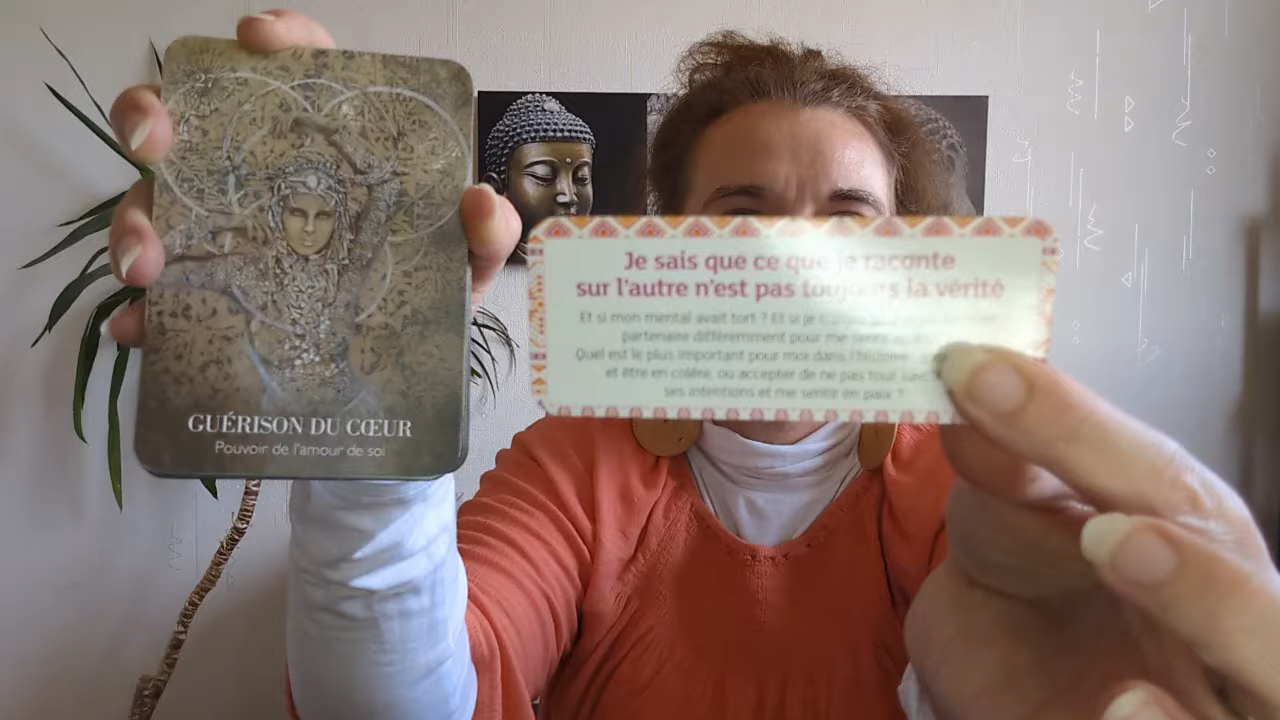 GUÉRISON DU CŒUR
Pouvoir de l'amour de soi
Je sais que ce que je raconte
sur l'autre n'est pas toujours la vérité
Et si mon mental avait tort ? Et si je
partenaire différemment pour me sentir
Quel est le plus important pour moi dans l'histoire
et être en colère, ou accepter de ne pas tout
ses intentions et me sentir en paix ?